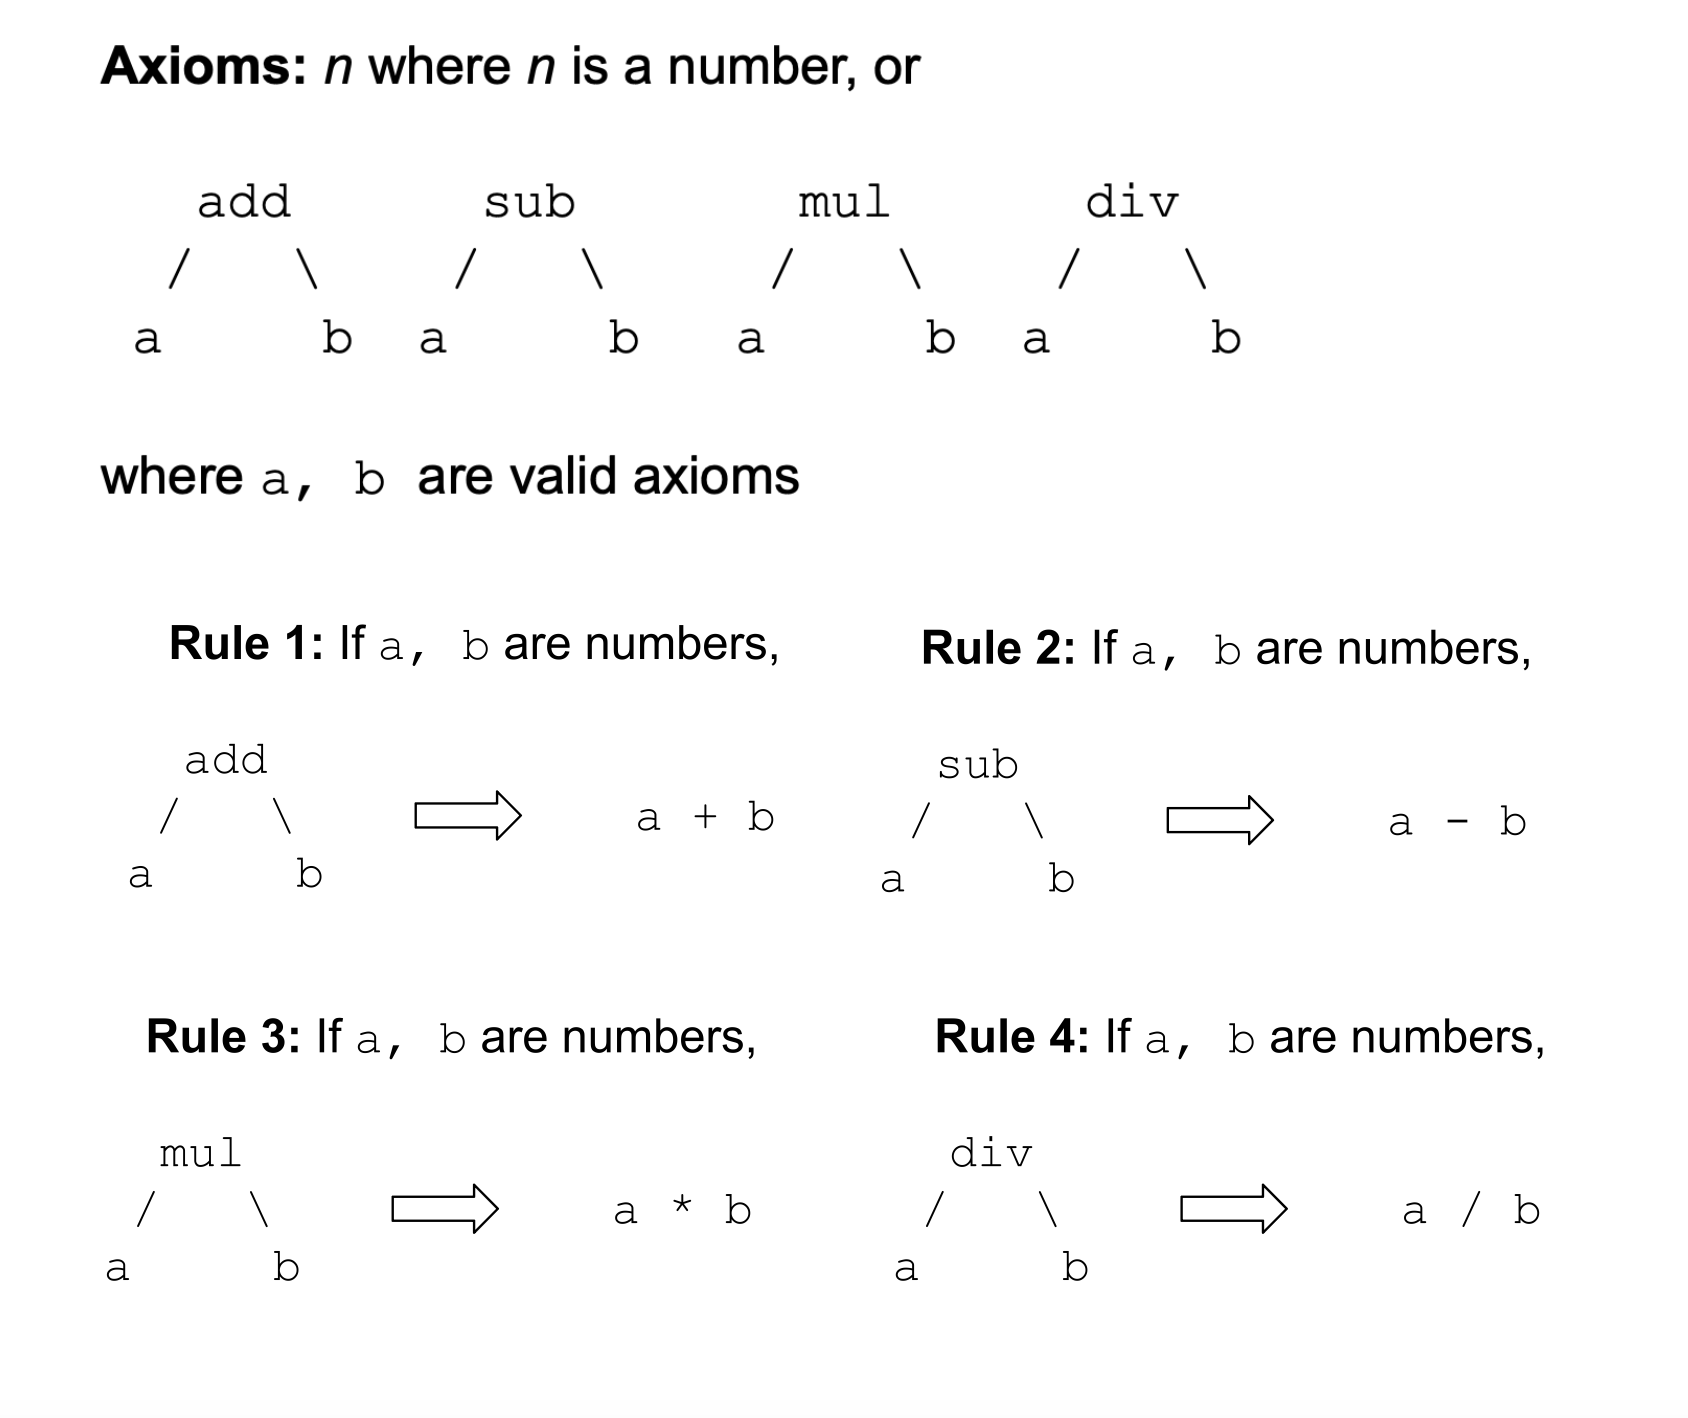 Axioms: n where n is a number, or
add sub mul div
/ \ / \ / \ / \
a b a b a b a b
where a, b are valid axioms
Rule 1: If a, b are numbers,
add
/ \
a b
a + b
Rule 2: If a, b are numbers,
sub
/ \
a b
a - b
Rule 3: If a, b are numbers,
mul
/ \
a b
a * b
Rule 4: If a, b are numbers,
div
/ \
a b
a / b